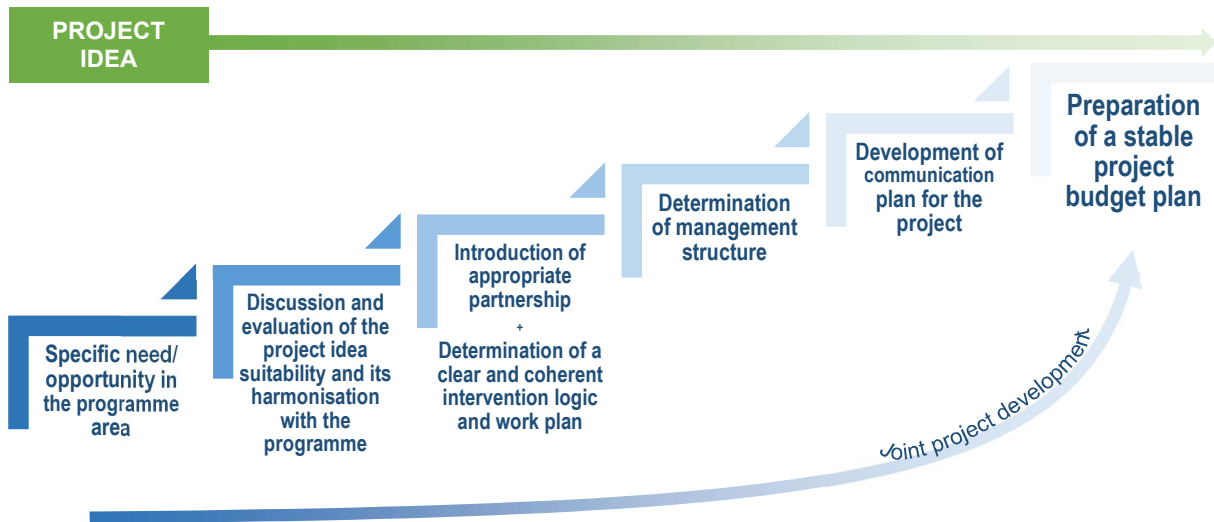 PROJECT
IDEA
Specific need/
opportunity in
the programme
area
Discussion and
evaluation of the
project idea
suitability and its
harmonisation
with the
programme
Introduction of
appropriate
partnership
+
Determination of a
clear and coherent
intervention logic
and work plan
Determination
of management
structure
Development of
communication
plan for the
project
Preparation
of a stable
project
budget plan
Joint project development